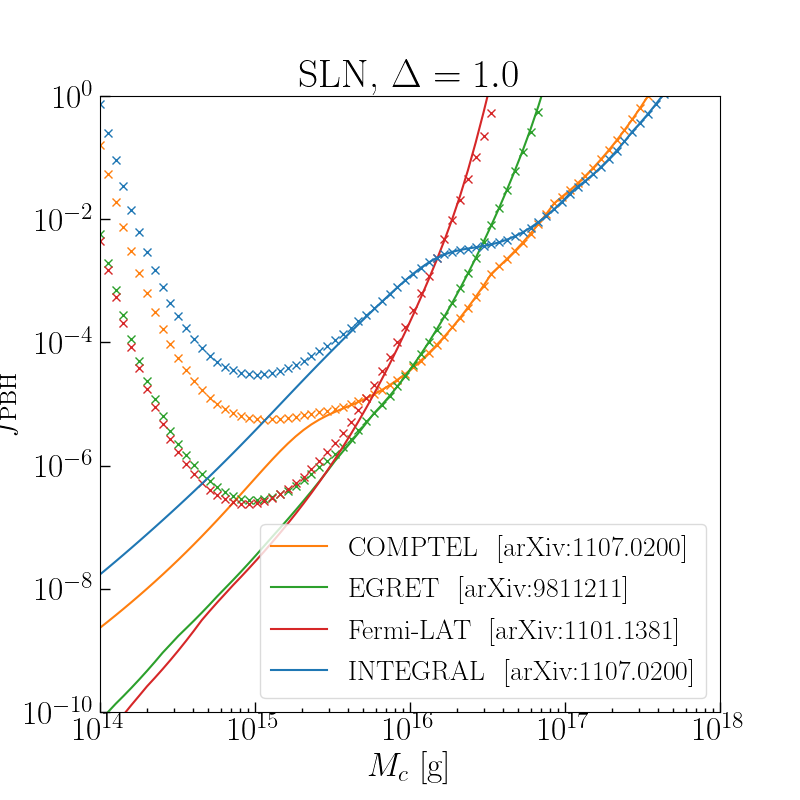 SLN, Δ = 1.0
10^0
10^{-2}
10^{-4}
10^{-6}
10^{-8}
10^{-10}
f_PBH
COMPTEL [arXiv:1107.0200]
EGRET [arXiv:9811211]
Fermi-LAT [arXiv:1101.1381]
INTEGRAL [arXiv:1107.0200]
10^{14} 10^{15} 10^{16} 10^{17} 10^{18}
M_c [g]